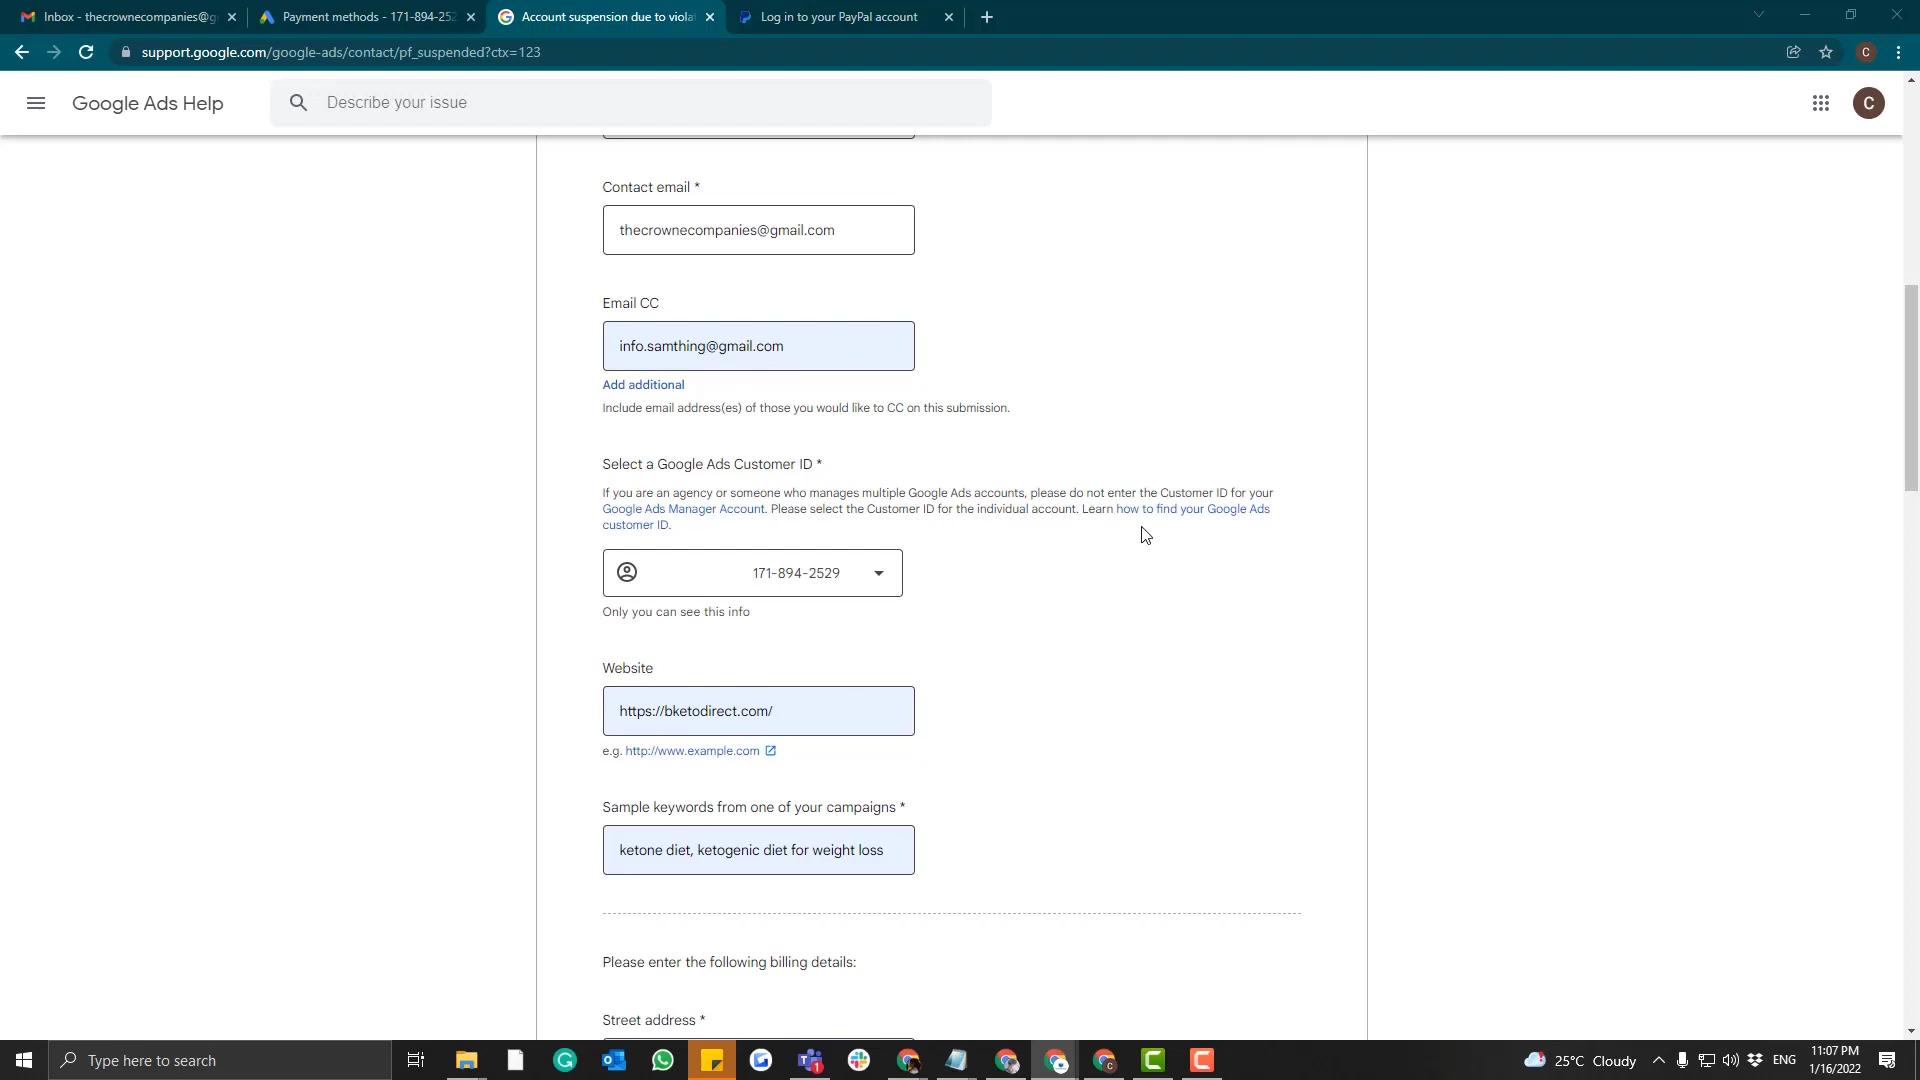 Inbox - thecrownecompanies@g
Payment methods - 171-894-252
Account suspension due to viola
Log in to your PayPal account
support.google.com/google-ads/contact/pf_suspended?ctx=123
C
Google Ads Help
Describe your issue
C
Contact email *
thecrownecompanies@gmail.com
Email CC
info.samthing@gmail.com
Add additional
Include email address(es) of those you would like to CC on this submission.
Select a Google Ads Customer ID *
If you are an agency or someone who manages multiple Google Ads accounts, please do not enter the Customer ID for your
Google Ads Manager Account. Please select the Customer ID for the individual account. Learn how to find your Google Ads
customer ID.
171-894-2529
Only you can see this info
Website
https://bketodirect.com/
e.g. http://www.example.com
Sample keywords from one of your campaigns *
ketone diet, ketogenic diet for weight loss
Please enter the following billing details:
Street address *
Type here to search
25°C Cloudy
ENG
11:07 PM
1/16/2022